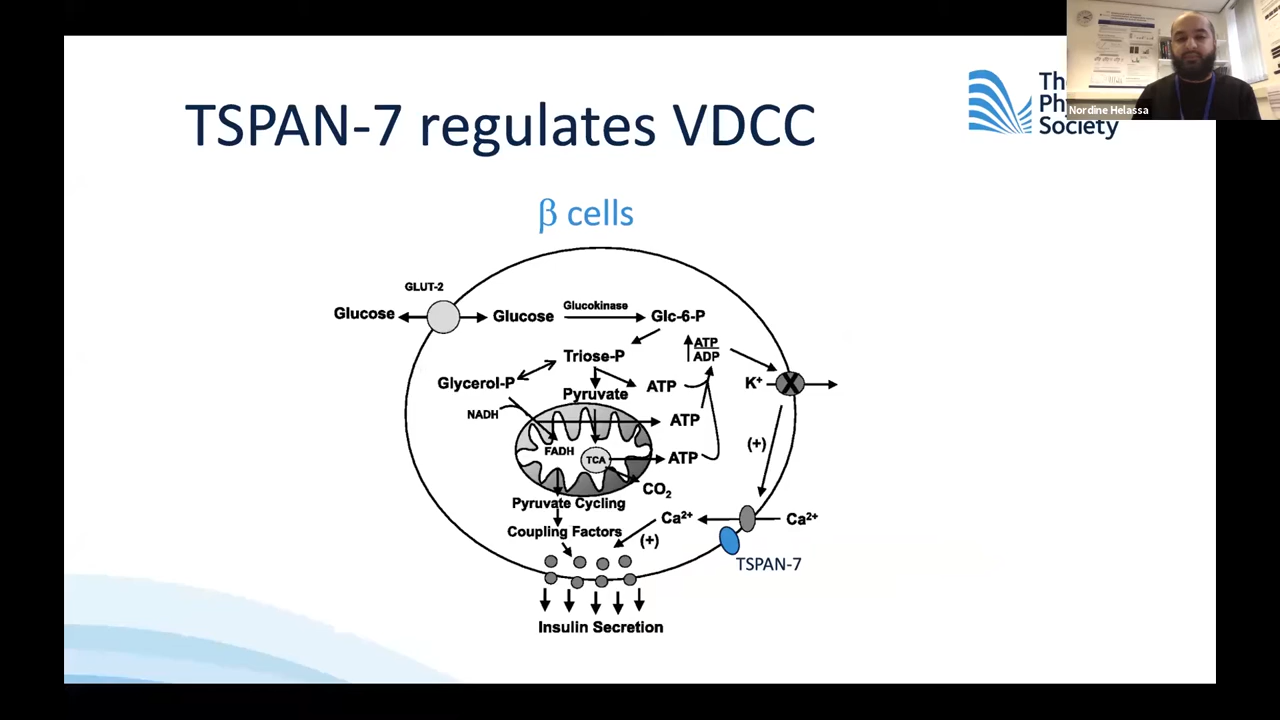 TSPAN-7 regulates VDCC
The
Ph
Society
Nordine Helassa
β cells
GLUT-2
Glucose
Glucose
Glucokinase
Glc-6-P
Triose-P
ATP
ADP
Glycerol-P
ATP
K⁺
X
Pyruvate
NADH
ATP
(+)
FADH
TCA
ATP
CO₂
Pyruvate Cycling
Ca²⁺
Ca²⁺
Coupling Factors
(+)
TSPAN-7
Insulin Secretion